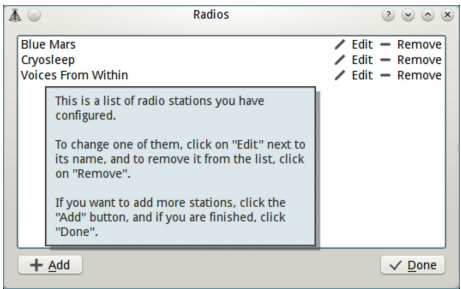 Radios
Blue Mars Edit Remove
Cryosleep Edit Remove
Voices From Within Edit Remove
This is a list of radio stations you have
configured.
To change one of them, click on "Edit" next to
its name, and to remove it from the list, click
on "Remove".
If you want to add more stations, click the
"Add" button, and if you are finished, click
"Done".
Add Done